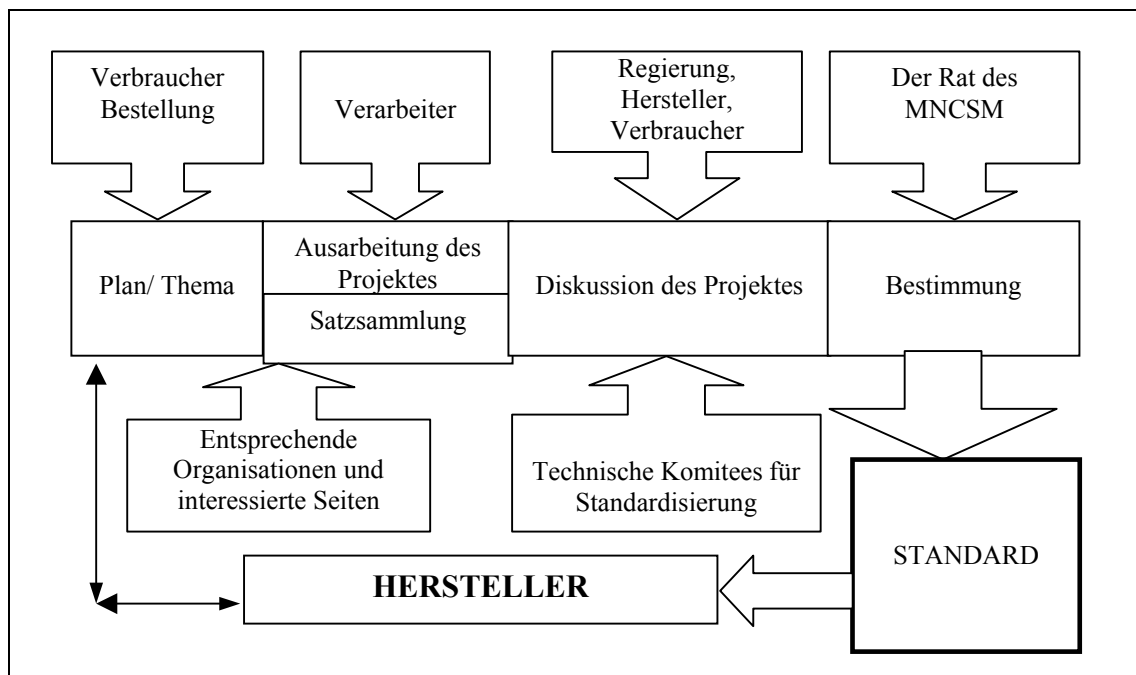 Verbraucher
Bestellung
Verarbeiter
Regierung,
Hersteller,
Verbraucher
Der Rat des
MNCSM
Plan/ Thema
Ausarbeitung des
Projektes
Satzsammlung
Diskussion des Projektes
Bestimmung
Entsprechende
Organisationen und
interessierte Seiten
Technische Komitees für
Standardisierung
STANDARD
HERSTELLER